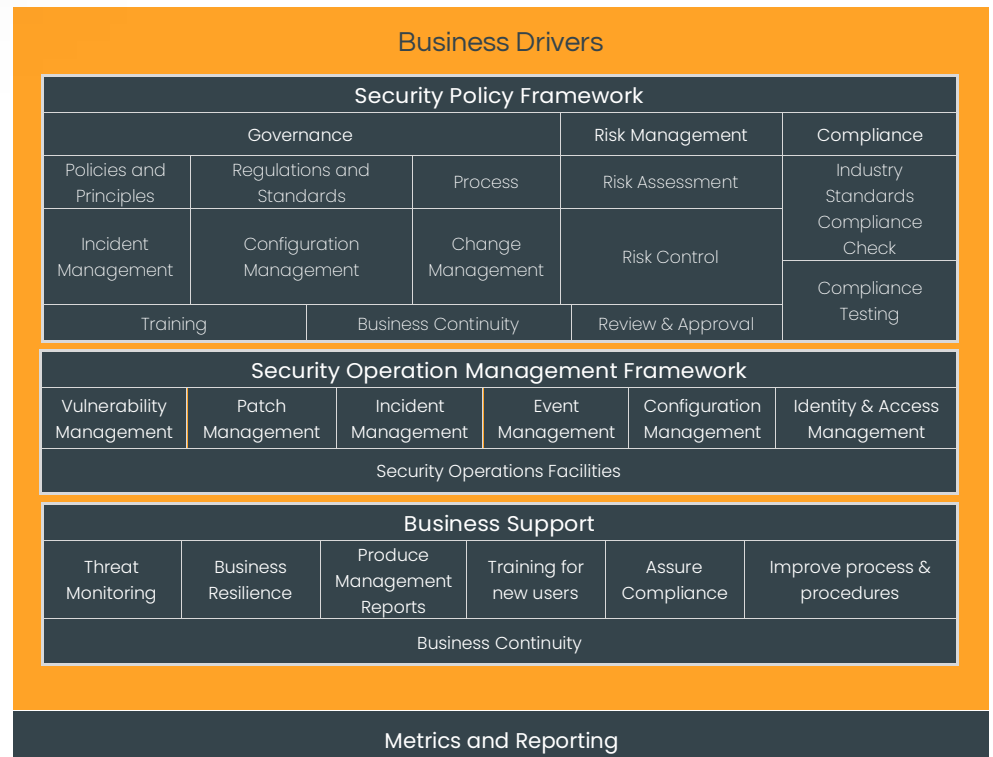 Business Drivers
Security Policy Framework
Governance
Risk Management
Compliance
Policies and
Principles
Regulations and
Standards
Process
Risk Assessment
Industry
Standards
Compliance
Check
Incident
Management
Configuration
Management
Change
Management
Risk Control
Compliance
Testing
Training
Business Continuity
Review & Approval
Security Operation Management Framework
Vulnerability
Management
Patch
Management
Incident
Management
Event
Management
Configuration
Management
Identity & Access
Management
Security Operations Facilities
Business Support
Threat
Monitoring
Business
Resilience
Produce
Management
Reports
Training for
new users
Assure
Compliance
Improve process &
procedures
Business Continuity
Metrics and Reporting